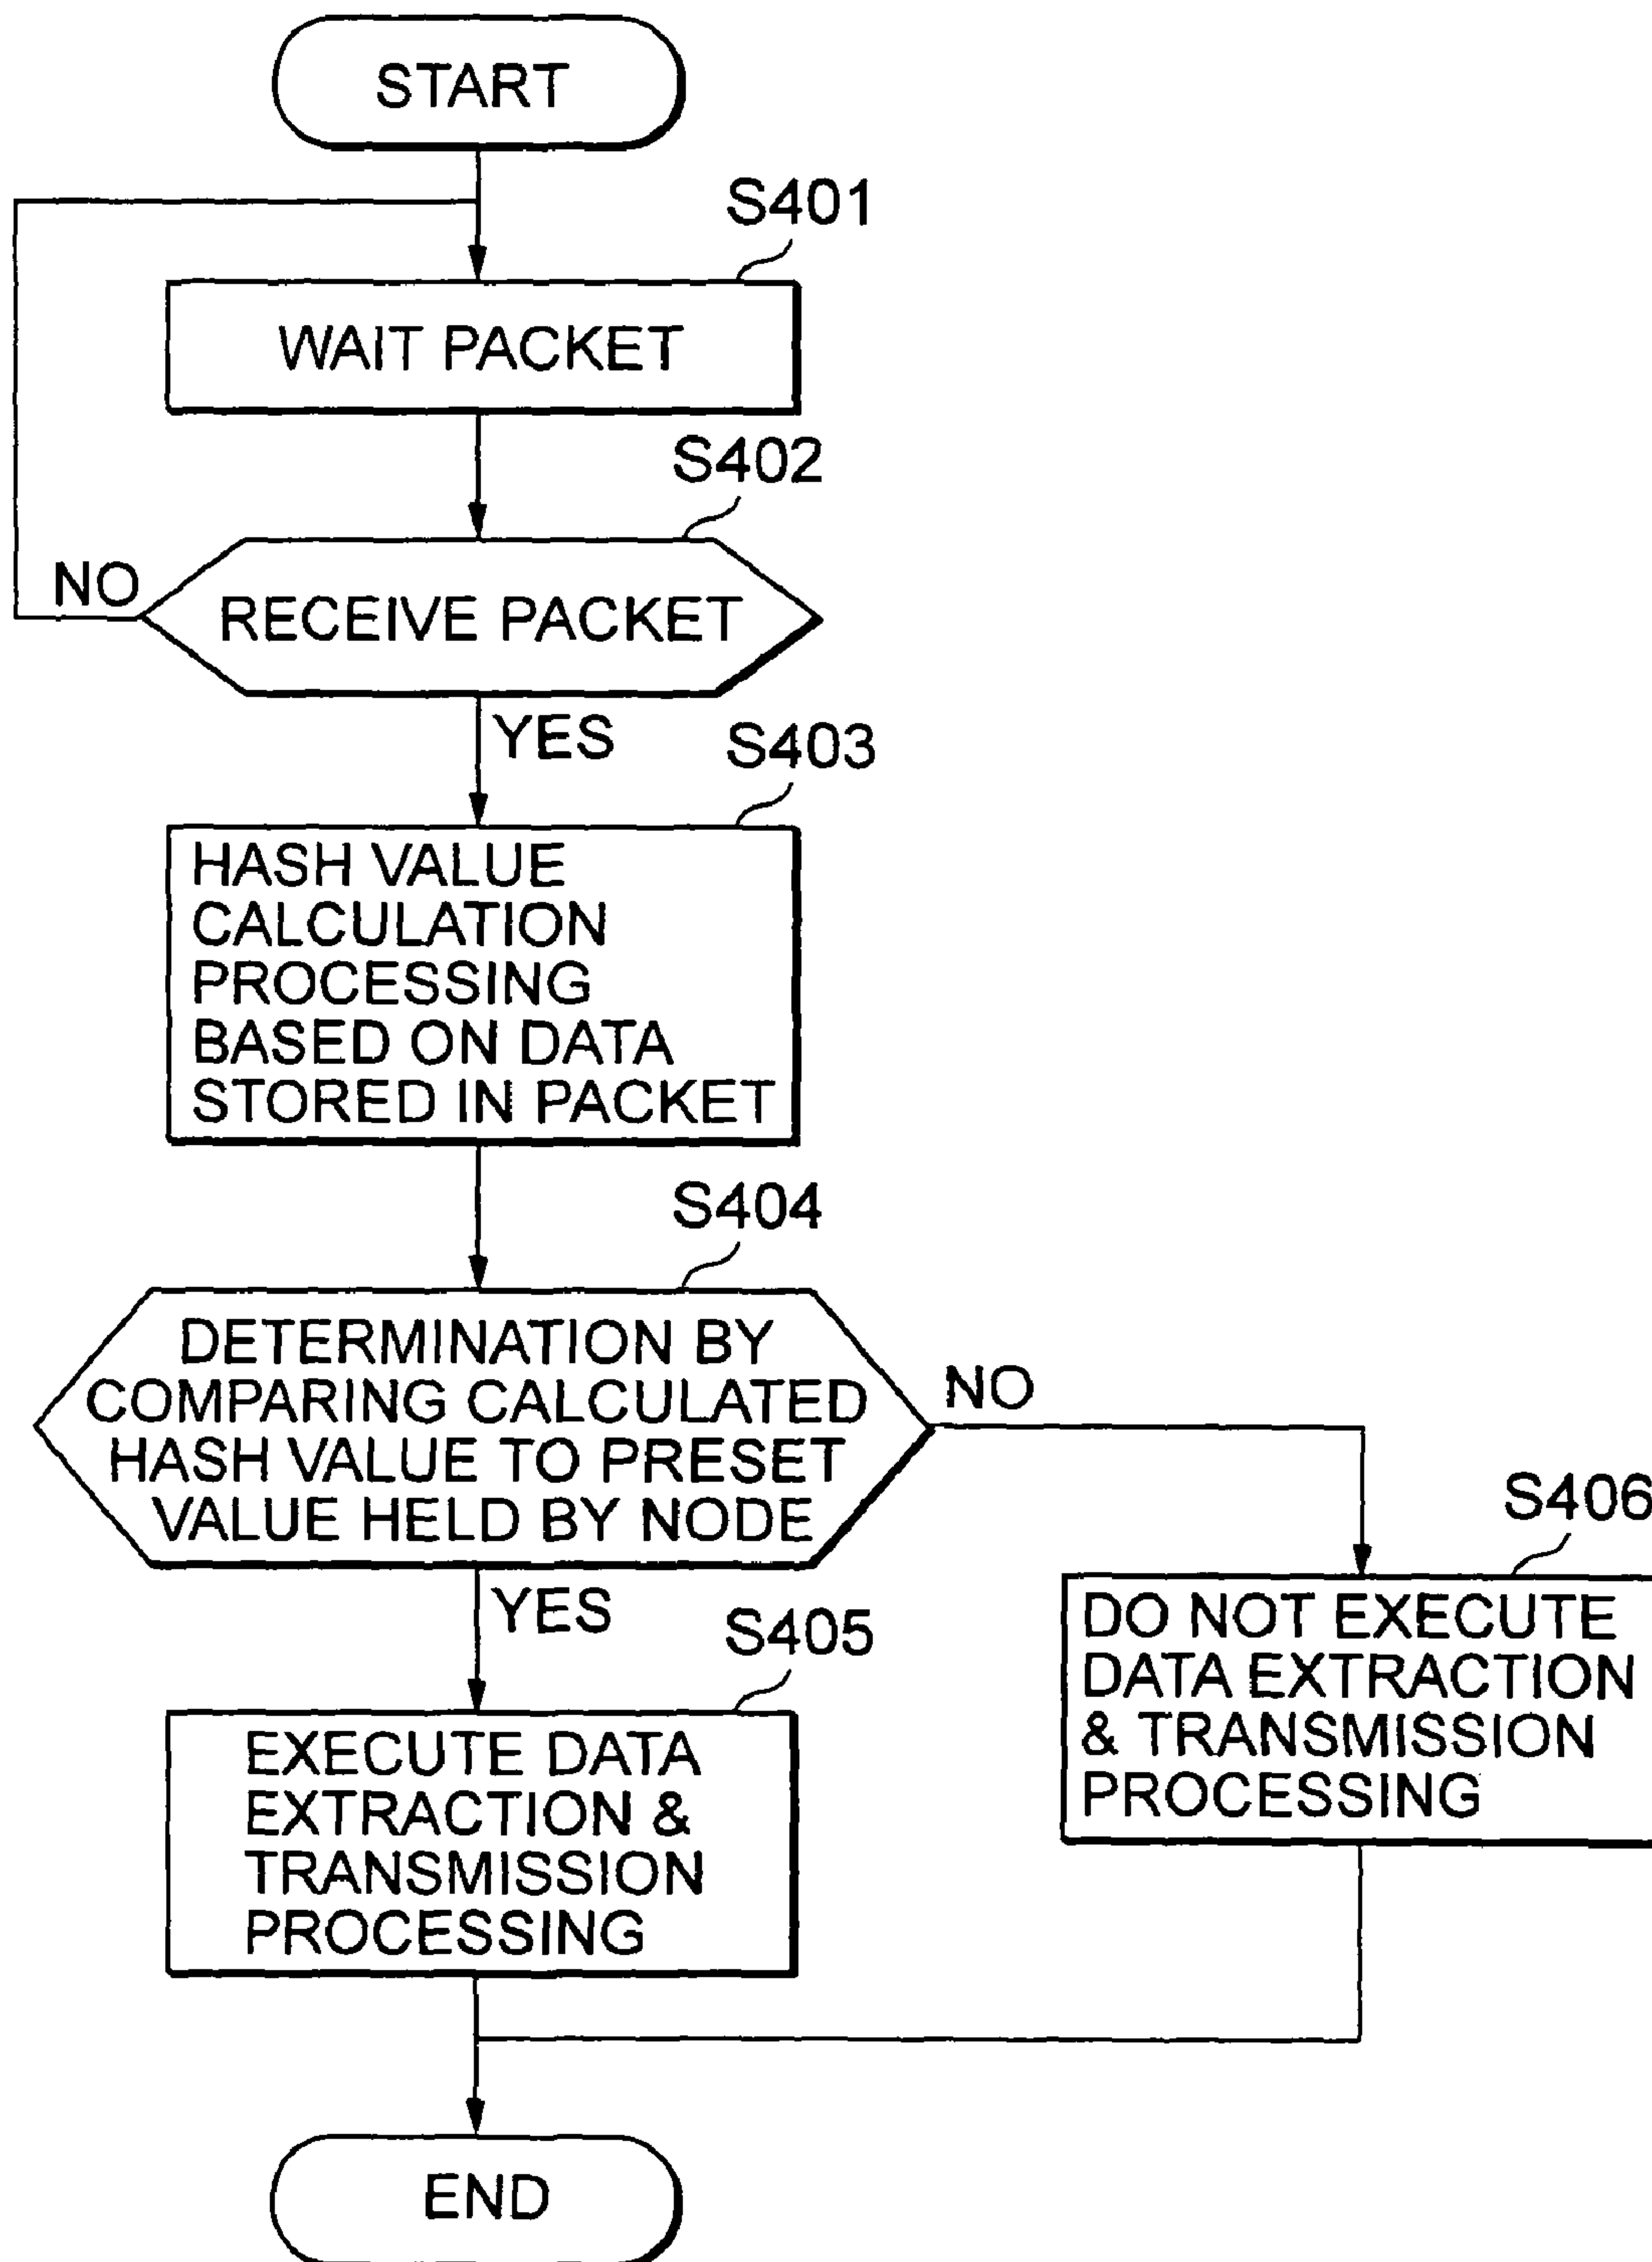 START
S401
WAIT PACKET
S402
NO
RECEIVE PACKET
YES
S403
HASH VALUE
CALCULATION
PROCESSING
BASED ON DATA
STORED IN PACKET
S404
DETERMINATION BY
COMPARING CALCULATED
HASH VALUE TO PRESET
VALUE HELD BY NODE
NO
S406
YES
S405
DO NOT EXECUTE
DATA EXTRACTION
& TRANSMISSION
PROCESSING
EXECUTE DATA
EXTRACTION &
TRANSMISSION
PROCESSING
END